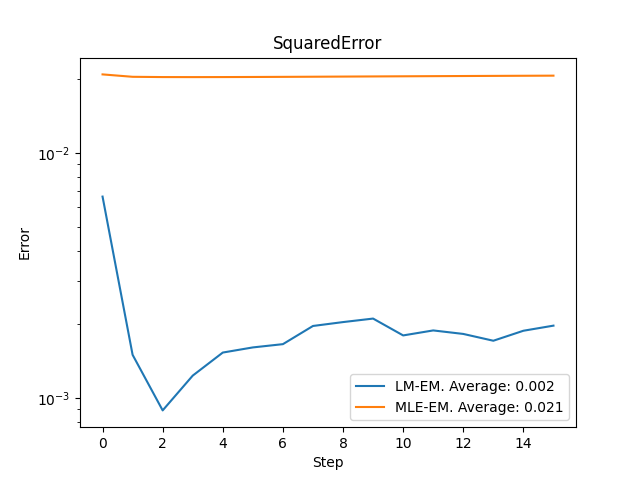 SquaredError
Error
10⁻²
10⁻³
0 2 4 6 8 10 12 14
Step
LM-EM. Average: 0.002
MLE-EM. Average: 0.021